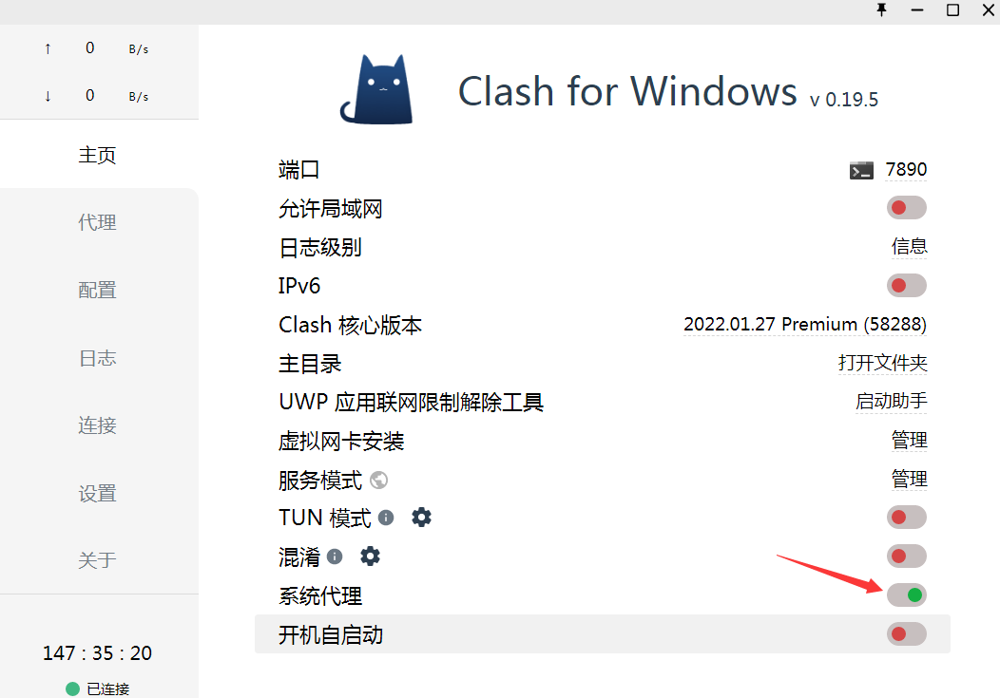 ↑ 0 B/s
↓ 0 B/s
主页
代理
配置
日志
连接
设置
关于
147 : 35 : 20
已连接
Clash for Windows v 0.19.5
端口 7890
允许局域网
日志级别 信息
IPv6
Clash 核心版本 2022.01.27 Premium (58288)
主目录 打开文件夹
UWP 应用联网限制解除工具 启动助手
虚拟网卡安装 管理
服务模式 管理
TUN 模式
混淆
系统代理
开机自启动